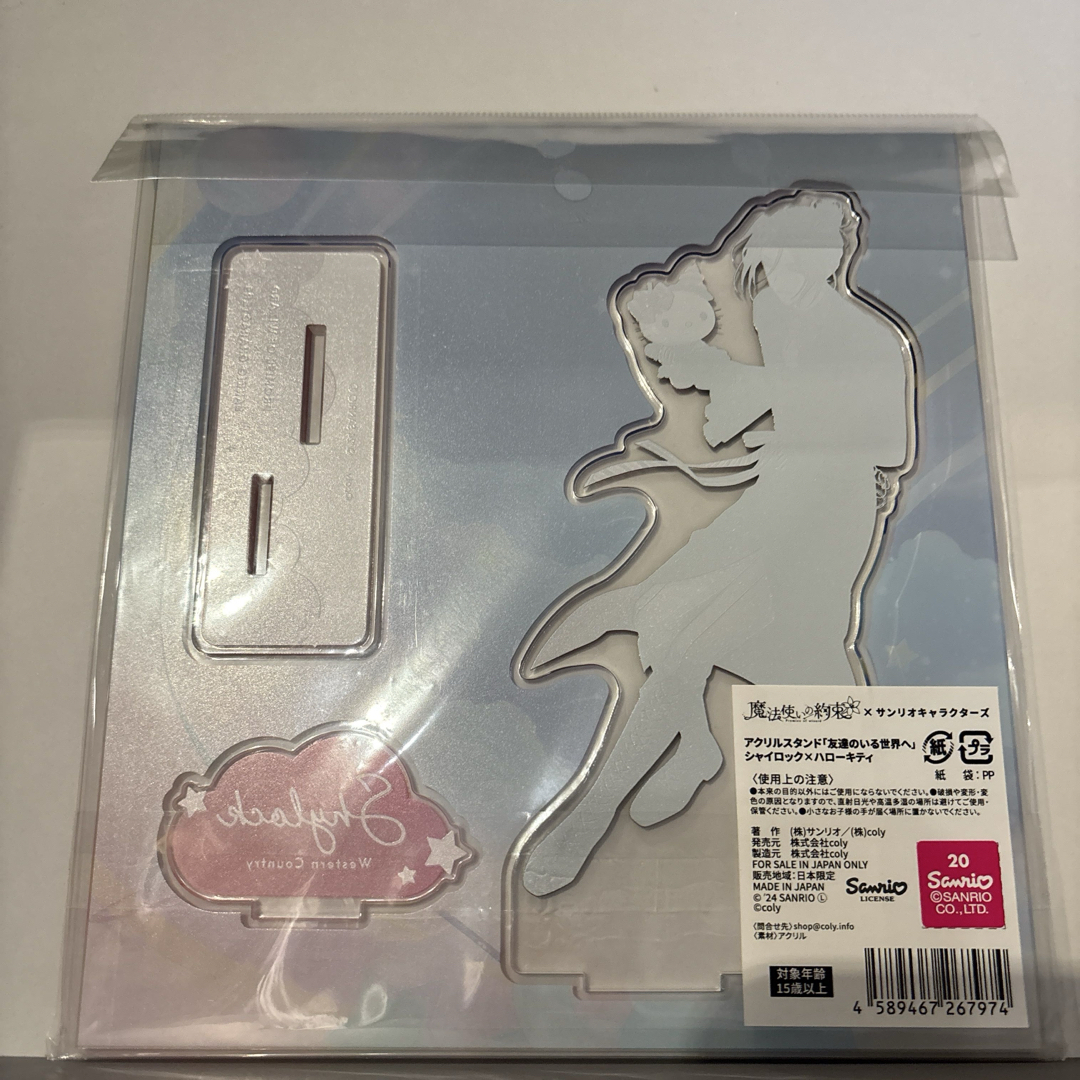 Shylock
Western Country
魔法使いの約束 × サンリオキャラクターズ
アクリルスタンド「友達のいる世界へ」
シャイロック×ハローキティ
紙 プラ
紙 袋:PP
〈使用上の注意〉
●本来の目的以外にはご使用にならないでください。●破損や変形・変
色の原因となりますので、直射日光や高温多湿の場所は避けてご使用・
保管ください。●小さなお子様の手が届く場所に置かないでください。
著 作 (株)サンリオ/(株)coly
発売元 株式会社coly
製造元 株式会社coly
FOR SALE IN JAPAN ONLY
販売地域:日本限定
MADE IN JAPAN
© '24 SANRIO Ⓛ
©coly
Sanrio
LICENSE
20
Sanrio
©SANRIO
CO., LTD.
〈問合せ先〉shop@coly.info
〈素材〉アクリル
対象年齢
15歳以上
4 589467 267974